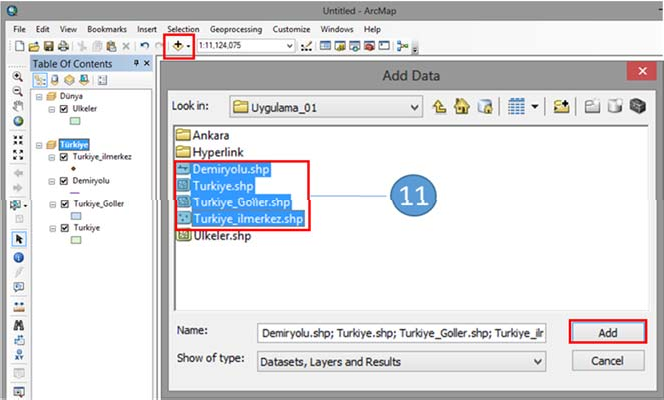 Untitled - ArcMap
File Edit View Bookmarks Insert Selection Geoprocessing Customize Windows Help
1:11,124,075
Table Of Contents
Dünya
Ulkeler
Türkiye
Turkiye_ilmerkez
Demiryolu
Turkiye_Goller
Turkiye
Add Data
Look in: Uygulama_01
Ankara
Hyperlink
Demiryolu.shp
Turkiye.shp
Turkiye_Goller.shp
Turkiye_ilmerkez.shp
Ulkeler.shp
11
Name: Demiryolu.shp; Turkiye.shp; Turkiye_Goller.shp; Turkiye_ilr
Add
Show of type: Datasets, Layers and Results
Cancel